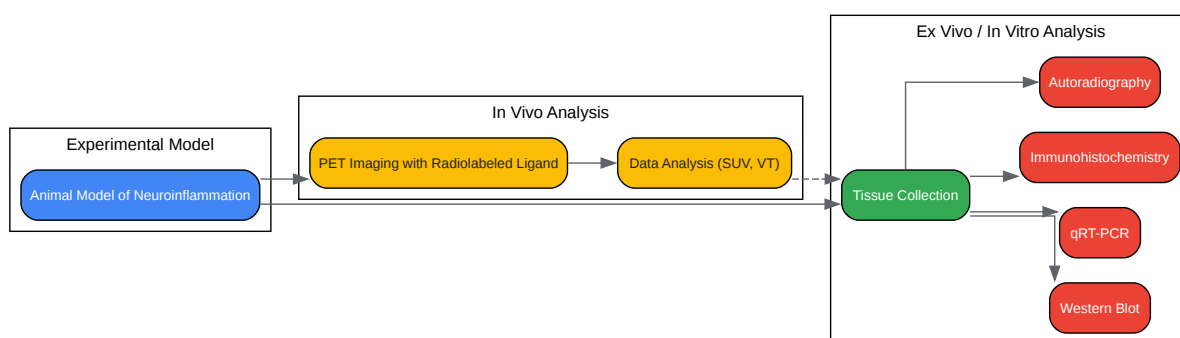 Experimental Model
Animal Model of Neuroinflammation
In Vivo Analysis
PET Imaging with Radiolabeled Ligand
Data Analysis (SUV, VT)
Ex Vivo / In Vitro Analysis
Tissue Collection
Autoradiography
Immunohistochemistry
qRT-PCR
Western Blot